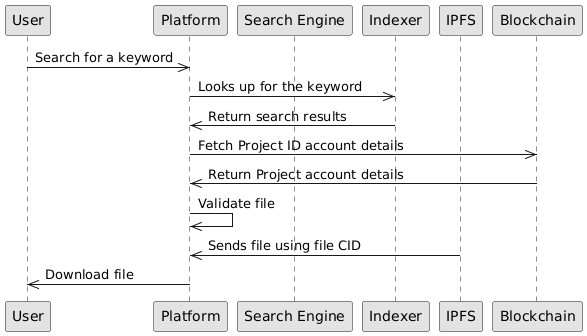 User Platform Search Engine Indexer IPFS Blockchain
Search for a keyword
Looks up for the keyword
Return search results
Fetch Project ID account details
Return Project account details
Validate file
Sends file using file CID
Download file
User Platform Search Engine Indexer IPFS Blockchain